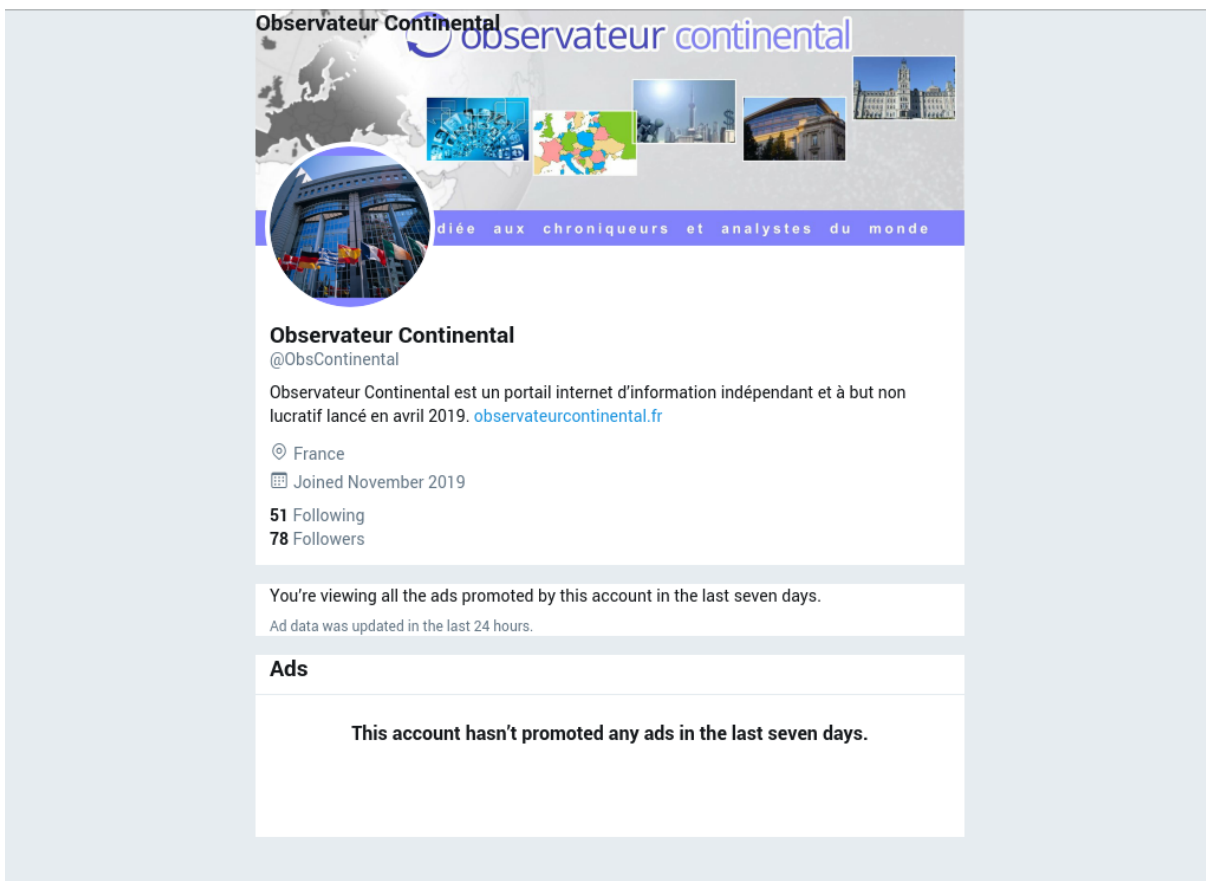 Observateur Continental
observateur continental
diée aux chroniqueurs et analystes du monde
Observateur Continental
@ObsContinental
Observateur Continental est un portail internet d'information indépendant et à but non
lucratif lancé en avril 2019. observateurcontinental.fr
France
Joined November 2019
51 Following
78 Followers
You’re viewing all the ads promoted by this account in the last seven days.
Ad data was updated in the last 24 hours.
Ads
This account hasn’t promoted any ads in the last seven days.